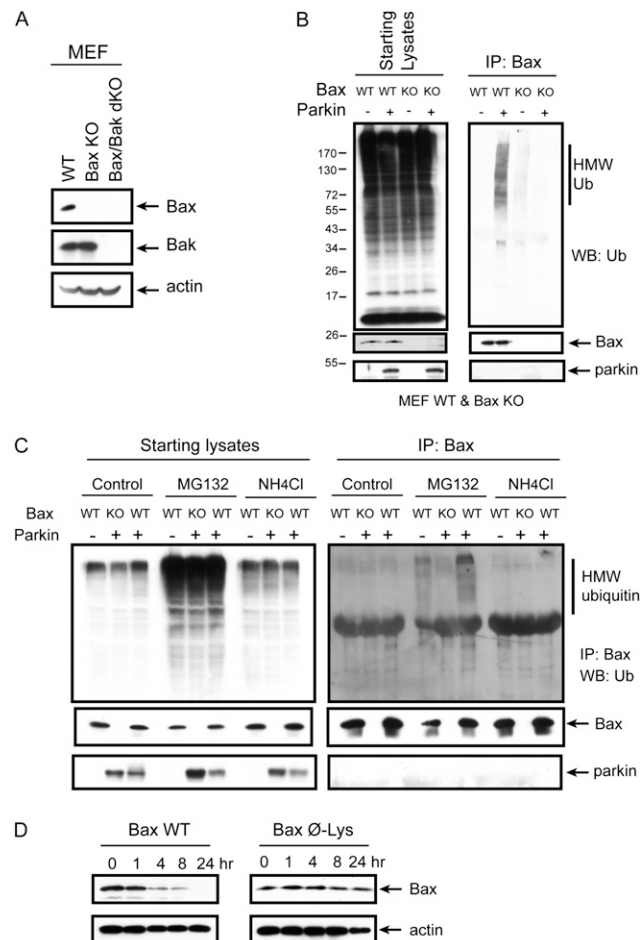 A
MEF
WT
Bax KO
Bax/Bak dKO
Bax
Bak
actin
B
Starting Lysates
IP: Bax
Bax WT WT KO KO WT WT KO KO
Parkin - + - + - + - +
170
130
72
55
43
34
26
17
26
55
HMW
Ub
WB: Ub
Bax
parkin
MEF WT & Bax KO
C
Starting lysates IP: Bax
Control MG132 NH4Cl Control MG132 NH4Cl
Bax WT KO WT WT KO WT WT KO WT WT KO WT WT KO WT WT KO WT
Parkin - + + - + + - + + - + + - + + - + +
HMW
ubiquitin
IP: Bax
WB: Ub
Bax
parkin
D
Bax WT Bax Ø-Lys
0 1 4 8 24 hr 0 1 4 8 24 hr
Bax
actin